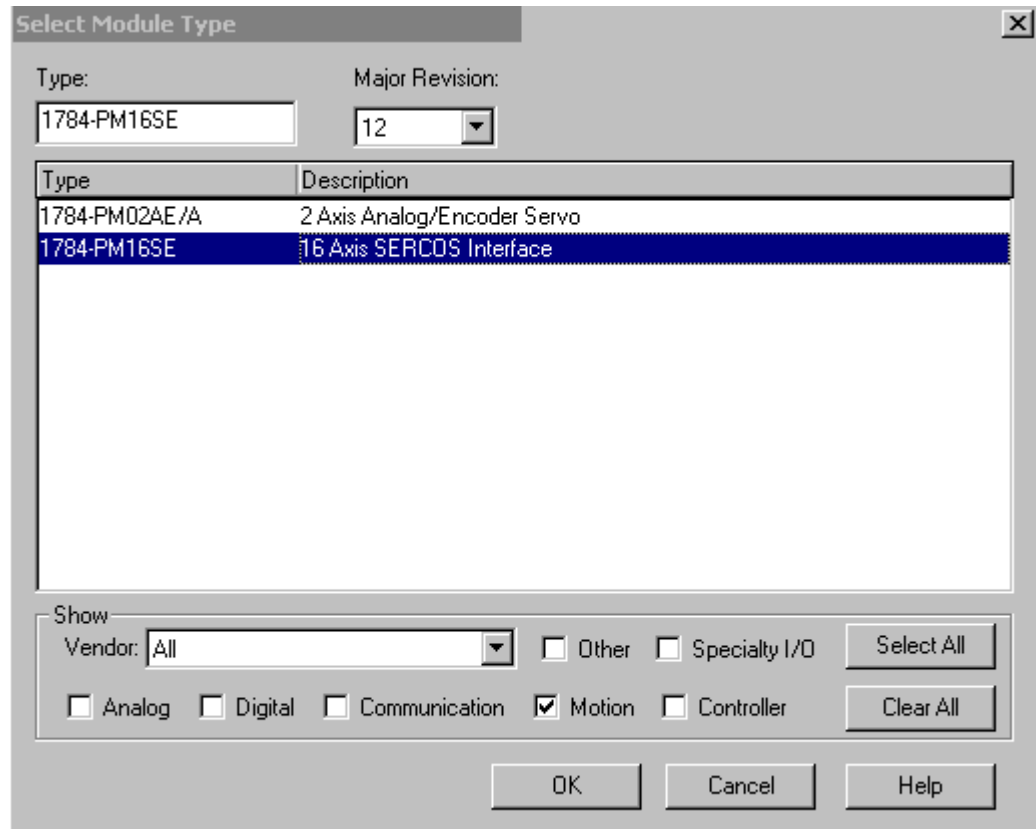 Select Module Type
Type: Major Revision:
1784-PM16SE 12
Type Description
1784-PM02AE/A 2 Axis Analog/Encoder Servo
1784-PM16SE 16 Axis SERCOS Interface
Show
Vendor: All Other Specialty I/O Select All
Analog Digital Communication Motion Controller Clear All
OK Cancel Help